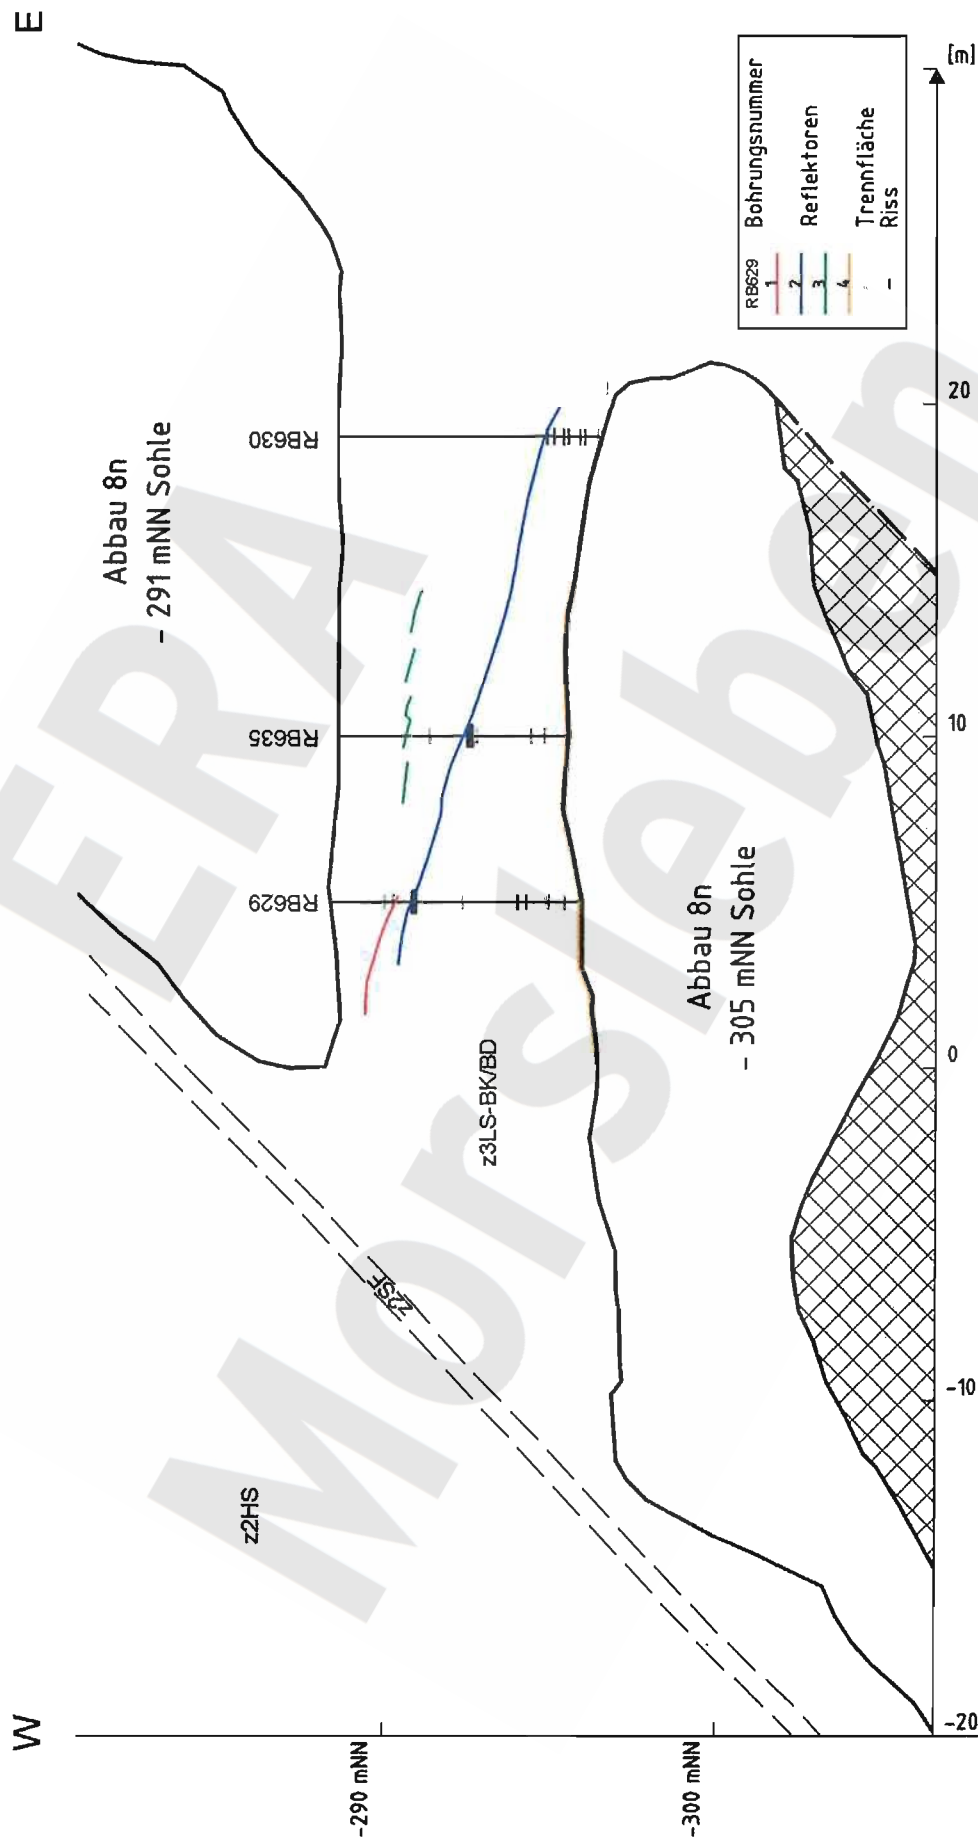 W
E
Abbau 8n
- 291 mNN Sohle
RB629
RB635
RB630
z2HS
z2SF
z3LS-BK/BD
Abbau 8n
- 305 mNN Sohle
-290 mNN
-300 mNN
-20
-10
0
10
20
[m]
RB629 Bohrungsnummer
1
2 Reflektoren
3
4
Trennfläche
- Riss
ERA
Morsleben